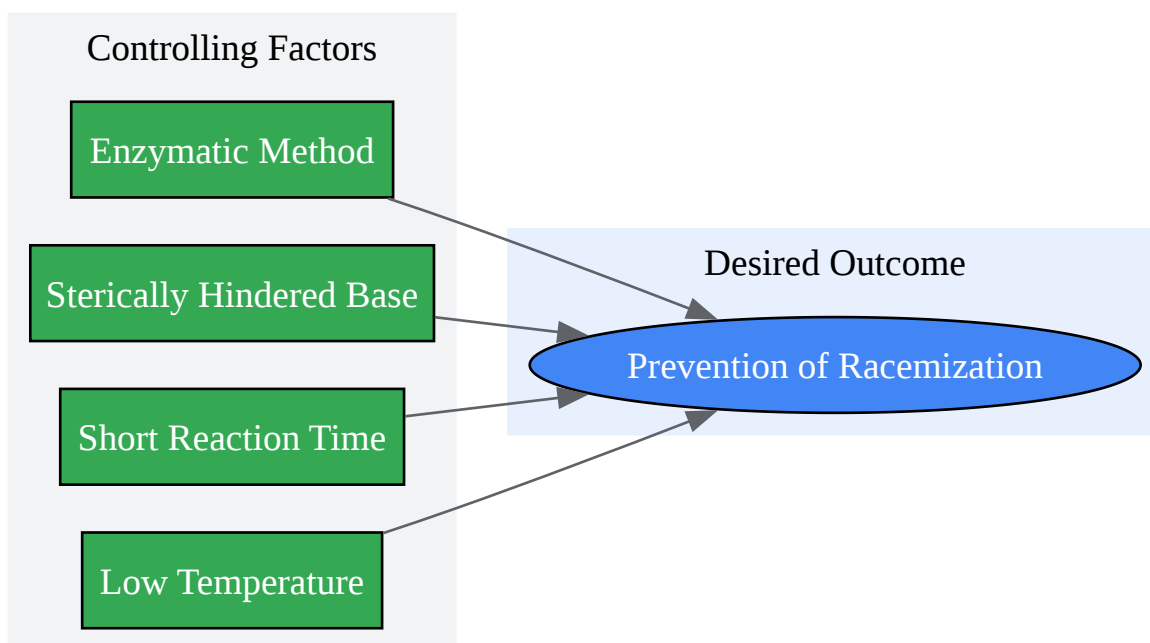 Controlling Factors
Enzymatic Method
Sterically Hindered Base
Short Reaction Time
Low Temperature
Desired Outcome
Prevention of Racemization